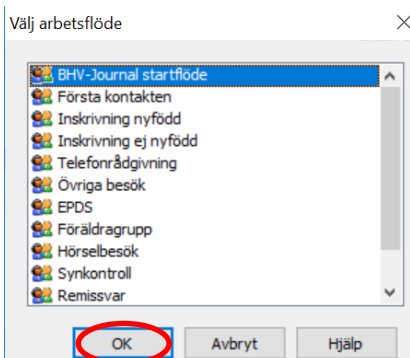 Välj arbetsflöde
BHV-Journal startflöde
Första kontakten
Inskrivning nyfödd
Inskrivning ej nyfödd
Telefonrådgivning
Övriga besök
EPDS
Föräldragrupp
Hörselbesök
Synkontroll
Remissvar
OK Avbryt Hjälp